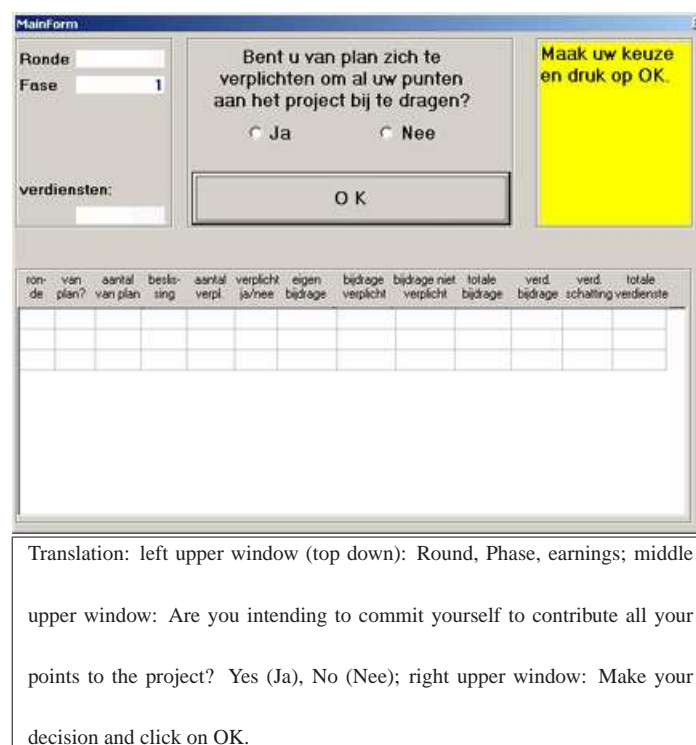 MainForm
Ronde
Fase 1
verdiensten:
Bent u van plan zich te
verplichten om al uw punten
aan het project bij te dragen?
Ja Nee
O K
Maak uw keuze
en druk op OK.
ron- van aantal beslis- aantal verplicht eigen bijdrage bijdrage niet totale verd. verd. totale
de plan? van plan sing verpl. ja/nee bijdrage verplicht verplicht bijdrage bijdrage schatting verdienste
Translation: left upper window (top down): Round, Phase, earnings; middle
upper window: Are you intending to commit yourself to contribute all your
points to the project? Yes (Ja), No (Nee); right upper window: Make your
decision and click on OK.